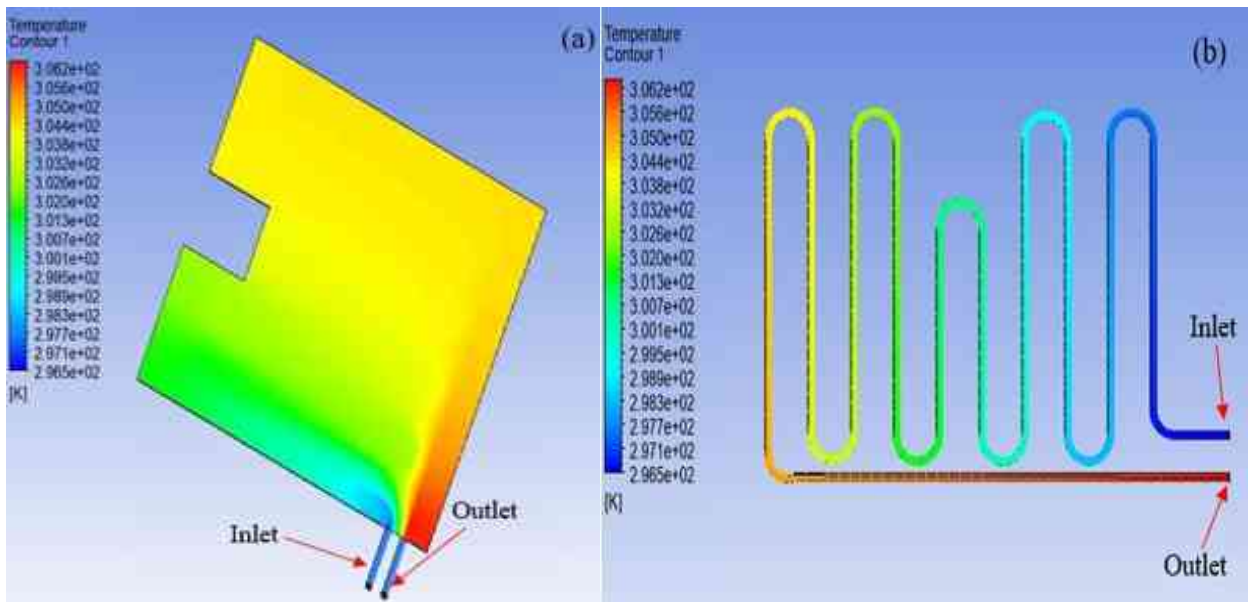 Temperature
Contour 1
3.062e+02
3.056e+02
3.050e+02
3.044e+02
3.038e+02
3.032e+02
3.026e+02
3.020e+02
3.013e+02
3.007e+02
3.001e+02
2.995e+02
2.989e+02
2.983e+02
2.977e+02
2.971e+02
2.965e+02
[K]
(a)
Inlet
Outlet
Temperature
Contour 1
3.062e+02
3.056e+02
3.050e+02
3.044e+02
3.038e+02
3.032e+02
3.026e+02
3.020e+02
3.013e+02
3.007e+02
3.001e+02
2.995e+02
2.989e+02
2.983e+02
2.977e+02
2.971e+02
2.965e+02
[K]
(b)
Inlet
Outlet